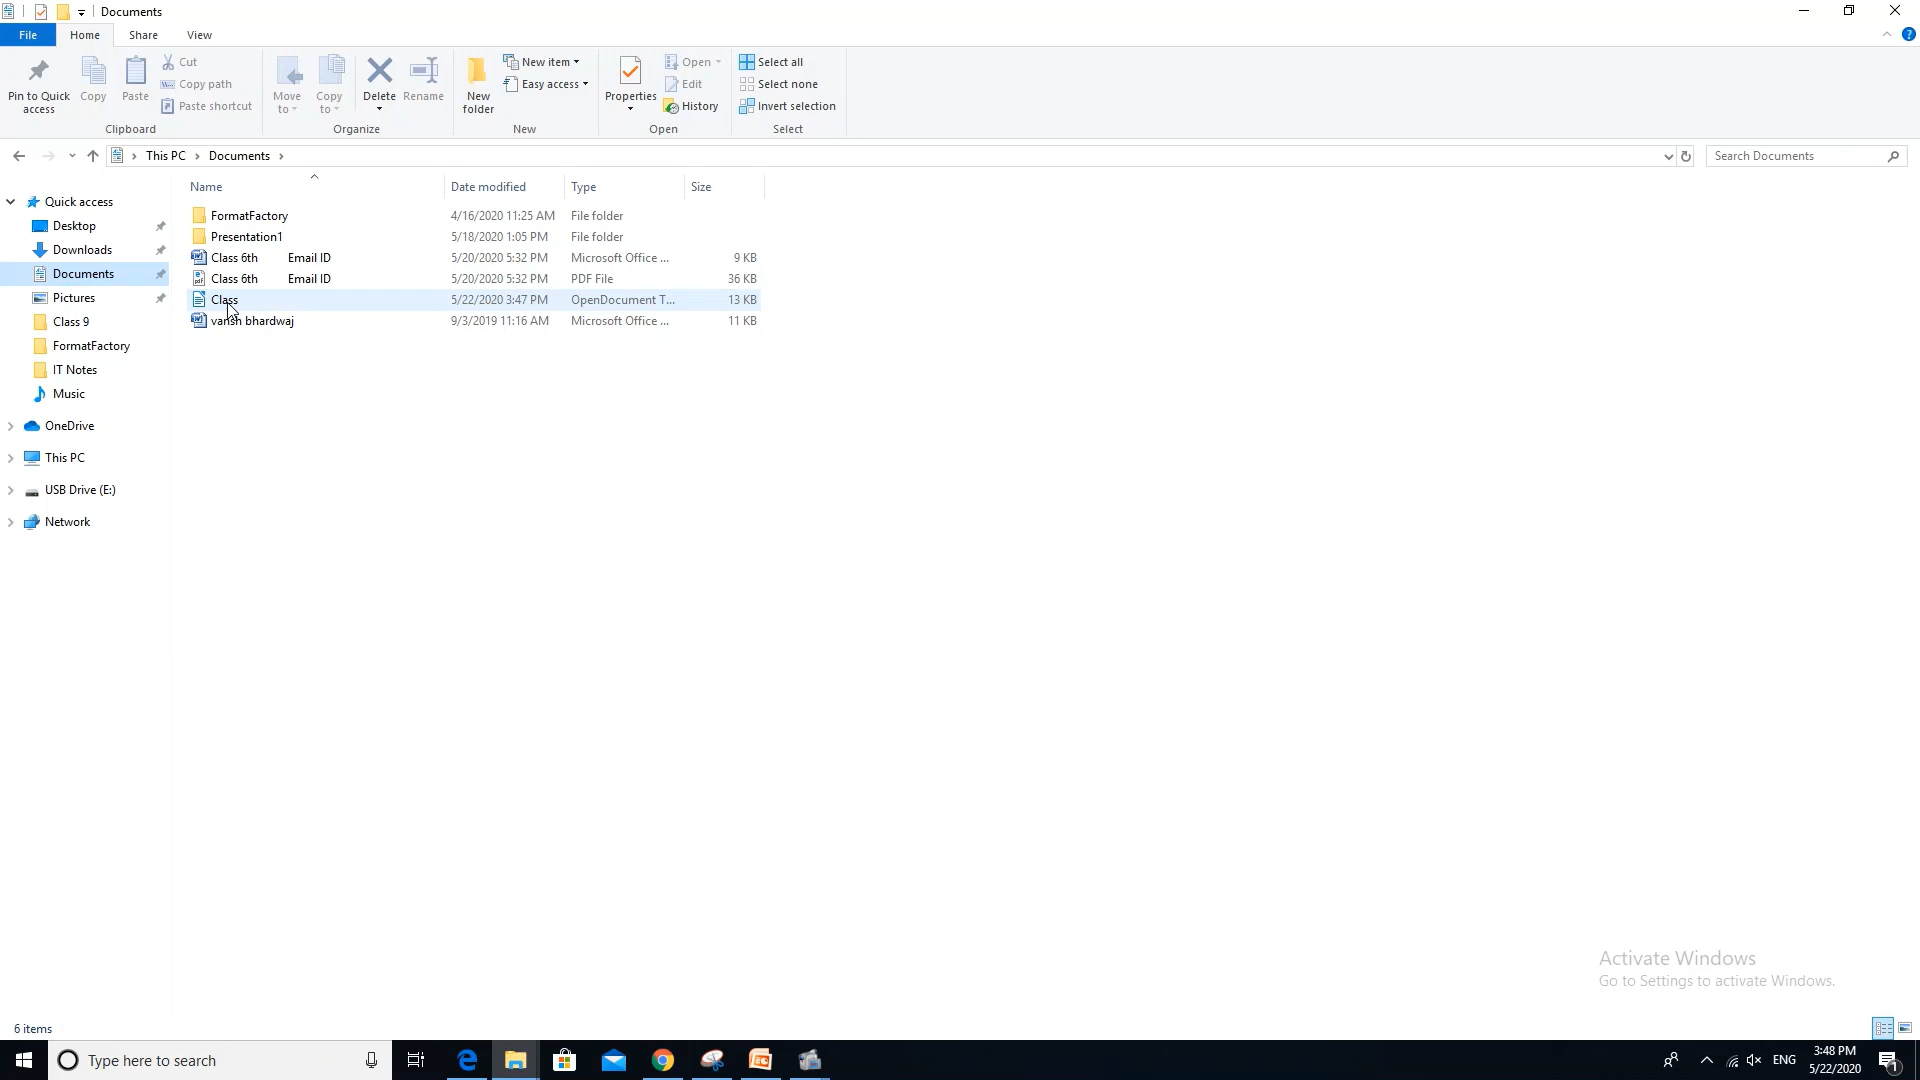 Documents
File Home Share View
Pin to Quick access
Copy
Paste
Cut
Copy path
Paste shortcut
Clipboard
Move to
Copy to
Delete
Rename
Organize
New folder
New item
Easy access
New
Properties
Open
Edit
History
Open
Select all
Select none
Invert selection
Select
This PC Documents
Search Documents
Quick access
Desktop
Downloads
Documents
Pictures
Class 9
FormatFactory
IT Notes
Music
OneDrive
This PC
USB Drive (E:)
Network
Name Date modified Type Size
FormatFactory 4/16/2020 11:25 AM File folder
Presentation1 5/18/2020 1:05 PM File folder
Class 6th Email ID 5/20/2020 5:32 PM Microsoft Office ... 9 KB
Class 6th Email ID 5/20/2020 5:32 PM PDF File 36 KB
Class 5/22/2020 3:47 PM OpenDocument T... 13 KB
vansh bhardwaj 9/3/2019 11:16 AM Microsoft Office ... 11 KB
Activate Windows
Go to Settings to activate Windows.
6 items
Type here to search
ENG
3:48 PM
5/22/2020
1